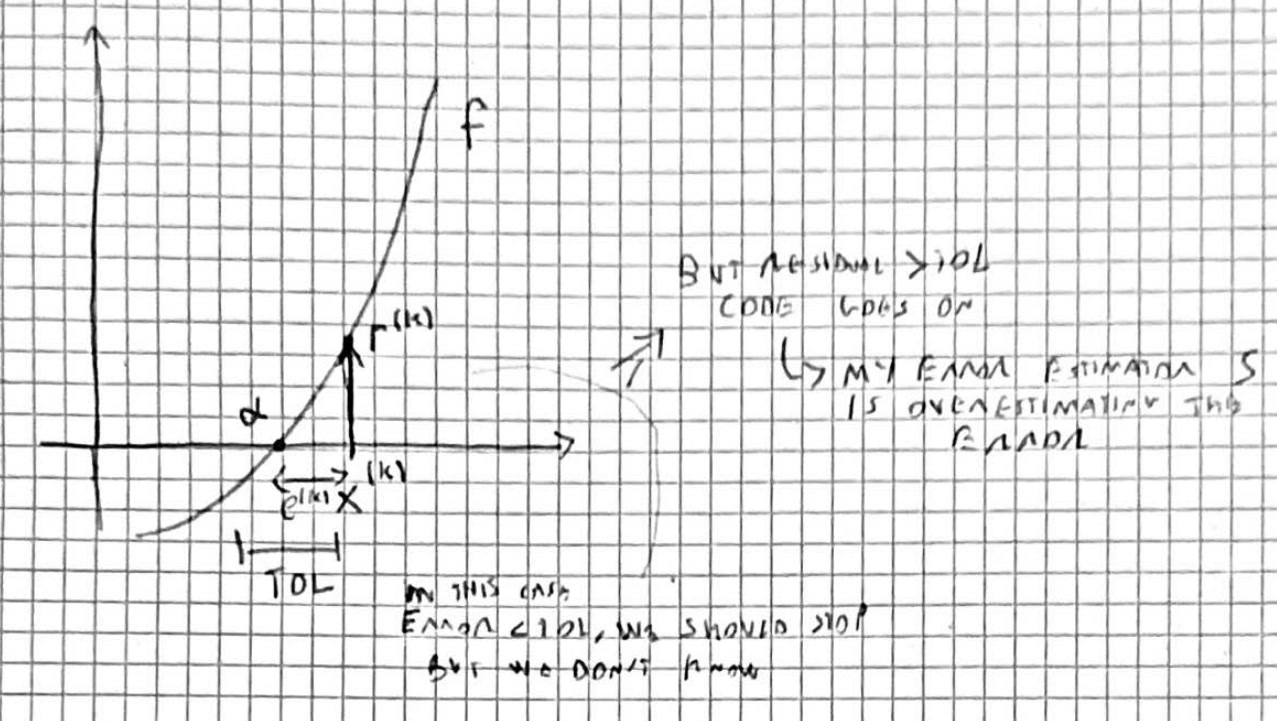 f
BUT RESIDUAL > TOL
CODE GOES ON
r^(k)
↳ MY ERROR ESTIMATOR S
IS OVERESTIMATING THE
ERROR
α
e^(k) x^(k)
TOL
IN THIS CASE
ERROR < TOL, WE SHOULD STOP
BUT WE DON'T KNOW